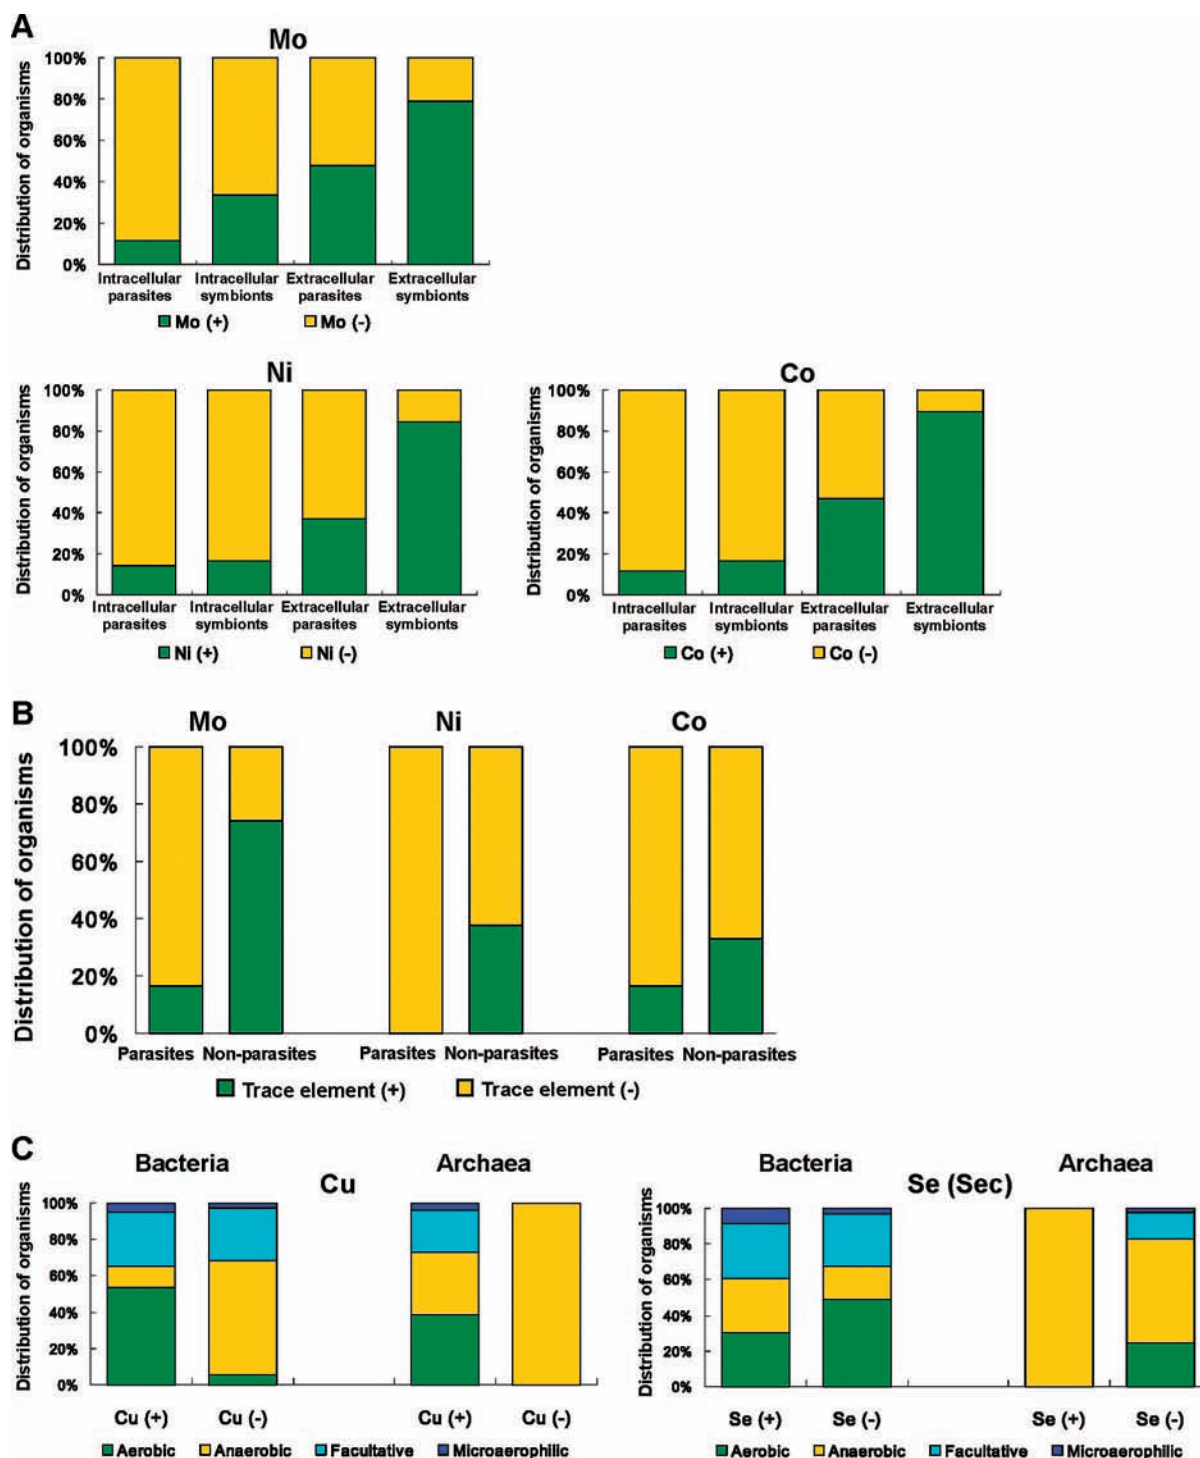 A
Mo
Distribution of organisms
100%
80%
60%
40%
20%
0%
Intracellular parasites
Intracellular symbionts
Extracellular parasites
Extracellular symbionts
Mo (+)
Mo (-)
Ni
Distribution of organisms
100%
80%
60%
40%
20%
0%
Intracellular parasites
Intracellular symbionts
Extracellular parasites
Extracellular symbionts
Ni (+)
Ni (-)
Co
Distribution of organisms
100%
80%
60%
40%
20%
0%
Intracellular parasites
Intracellular symbionts
Extracellular parasites
Extracellular symbionts
Co (+)
Co (-)
B
Mo
Ni
Co
Distribution of organisms
100%
80%
60%
40%
20%
0%
Parasites Non-parasites
Parasites Non-parasites
Parasites Non-parasites
Trace element (+)
Trace element (-)
C
Bacteria
Archaea
Cu
Distribution of organisms
100%
80%
60%
40%
20%
0%
Cu (+)
Cu (-)
Cu (+)
Cu (-)
Aerobic
Anaerobic
Facultative
Microaerophilic
Bacteria
Archaea
Se (Sec)
Distribution of organisms
100%
80%
60%
40%
20%
0%
Se (+)
Se (-)
Se (+)
Se (-)
Aerobic
Anaerobic
Facultative
Microaerophilic